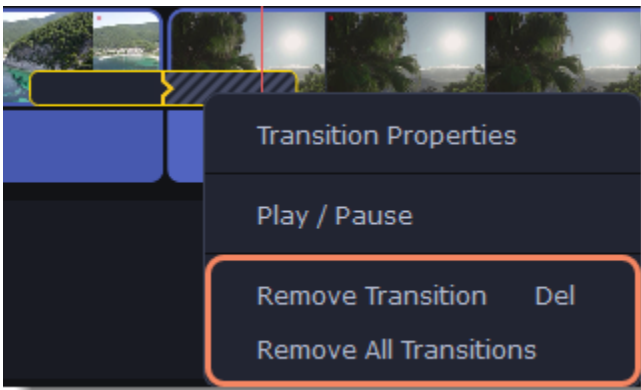 Transition Properties
Play / Pause
Remove Transition Del
Remove All Transitions